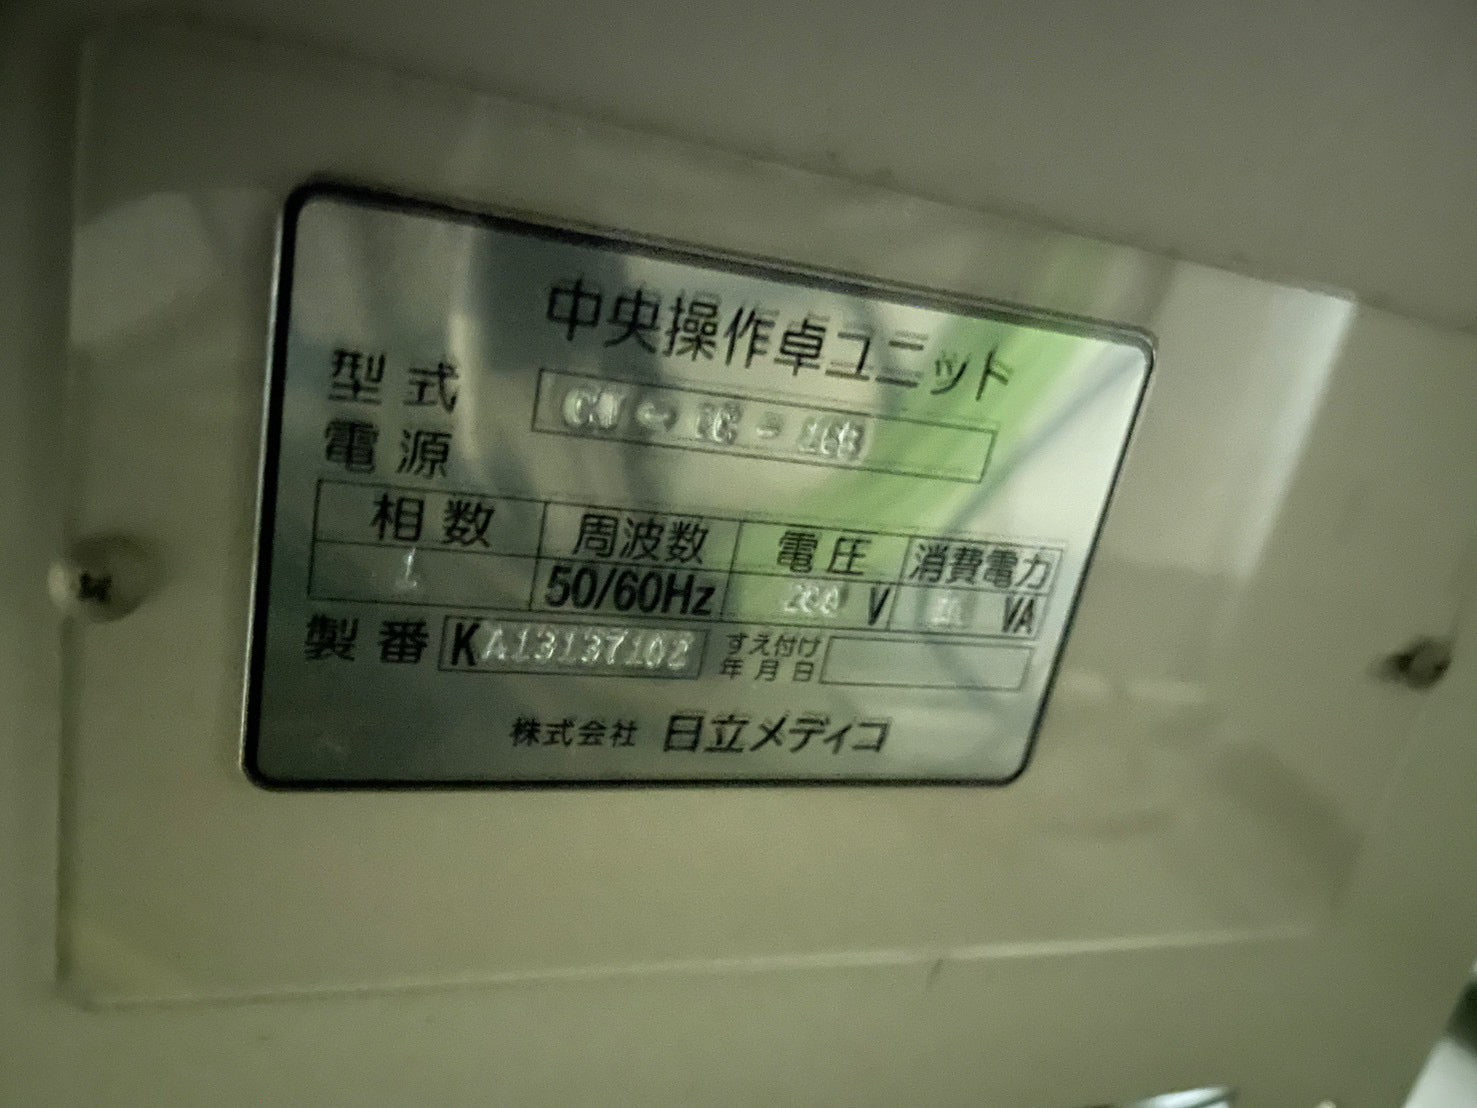 中央操作卓ユニット
型式
電源
相数 周波数 電圧 消費電力
1 50/60Hz 200 V VA
製番 KA13137102 すえ付け年月日
株式会社 日立メディコ